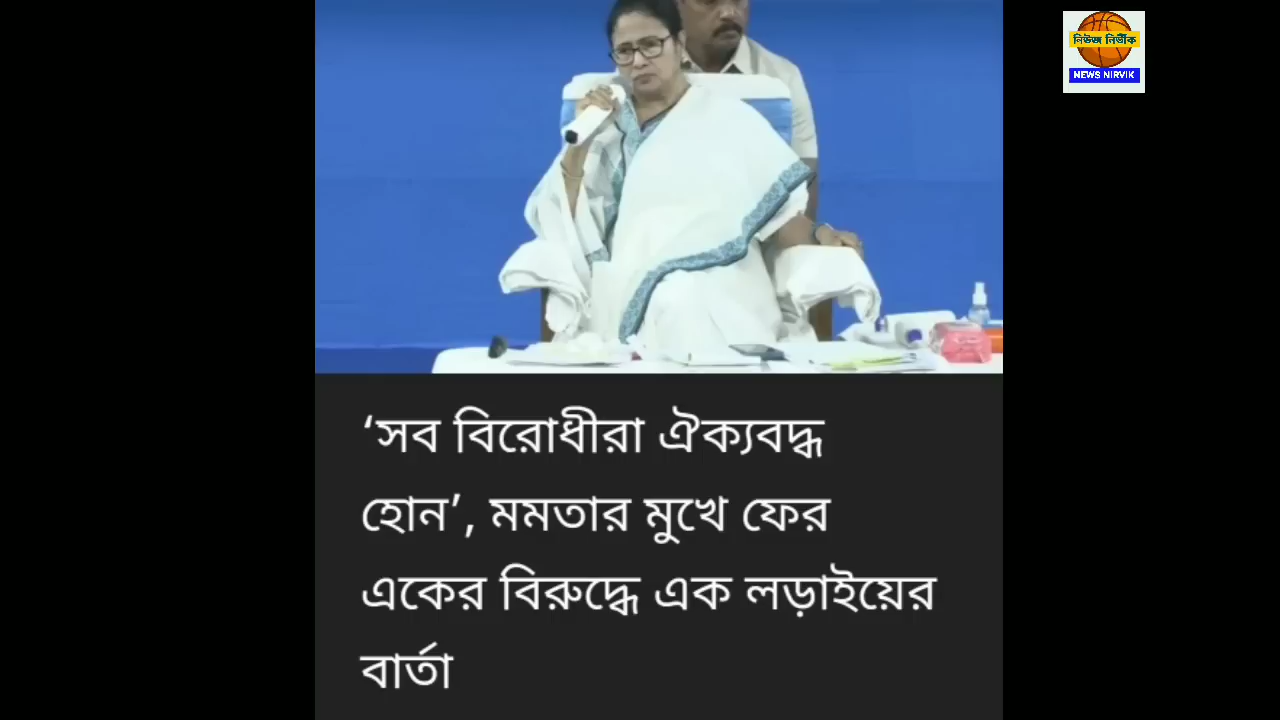 নিউজ নির্ভীক
NEWS NIRVIK
‘সব বিরোধীরা ঐক্যবদ্ধ
হোন’, মমতার মুখে ফের
একের বিরুদ্ধে এক লড়াইয়ের
বার্তা